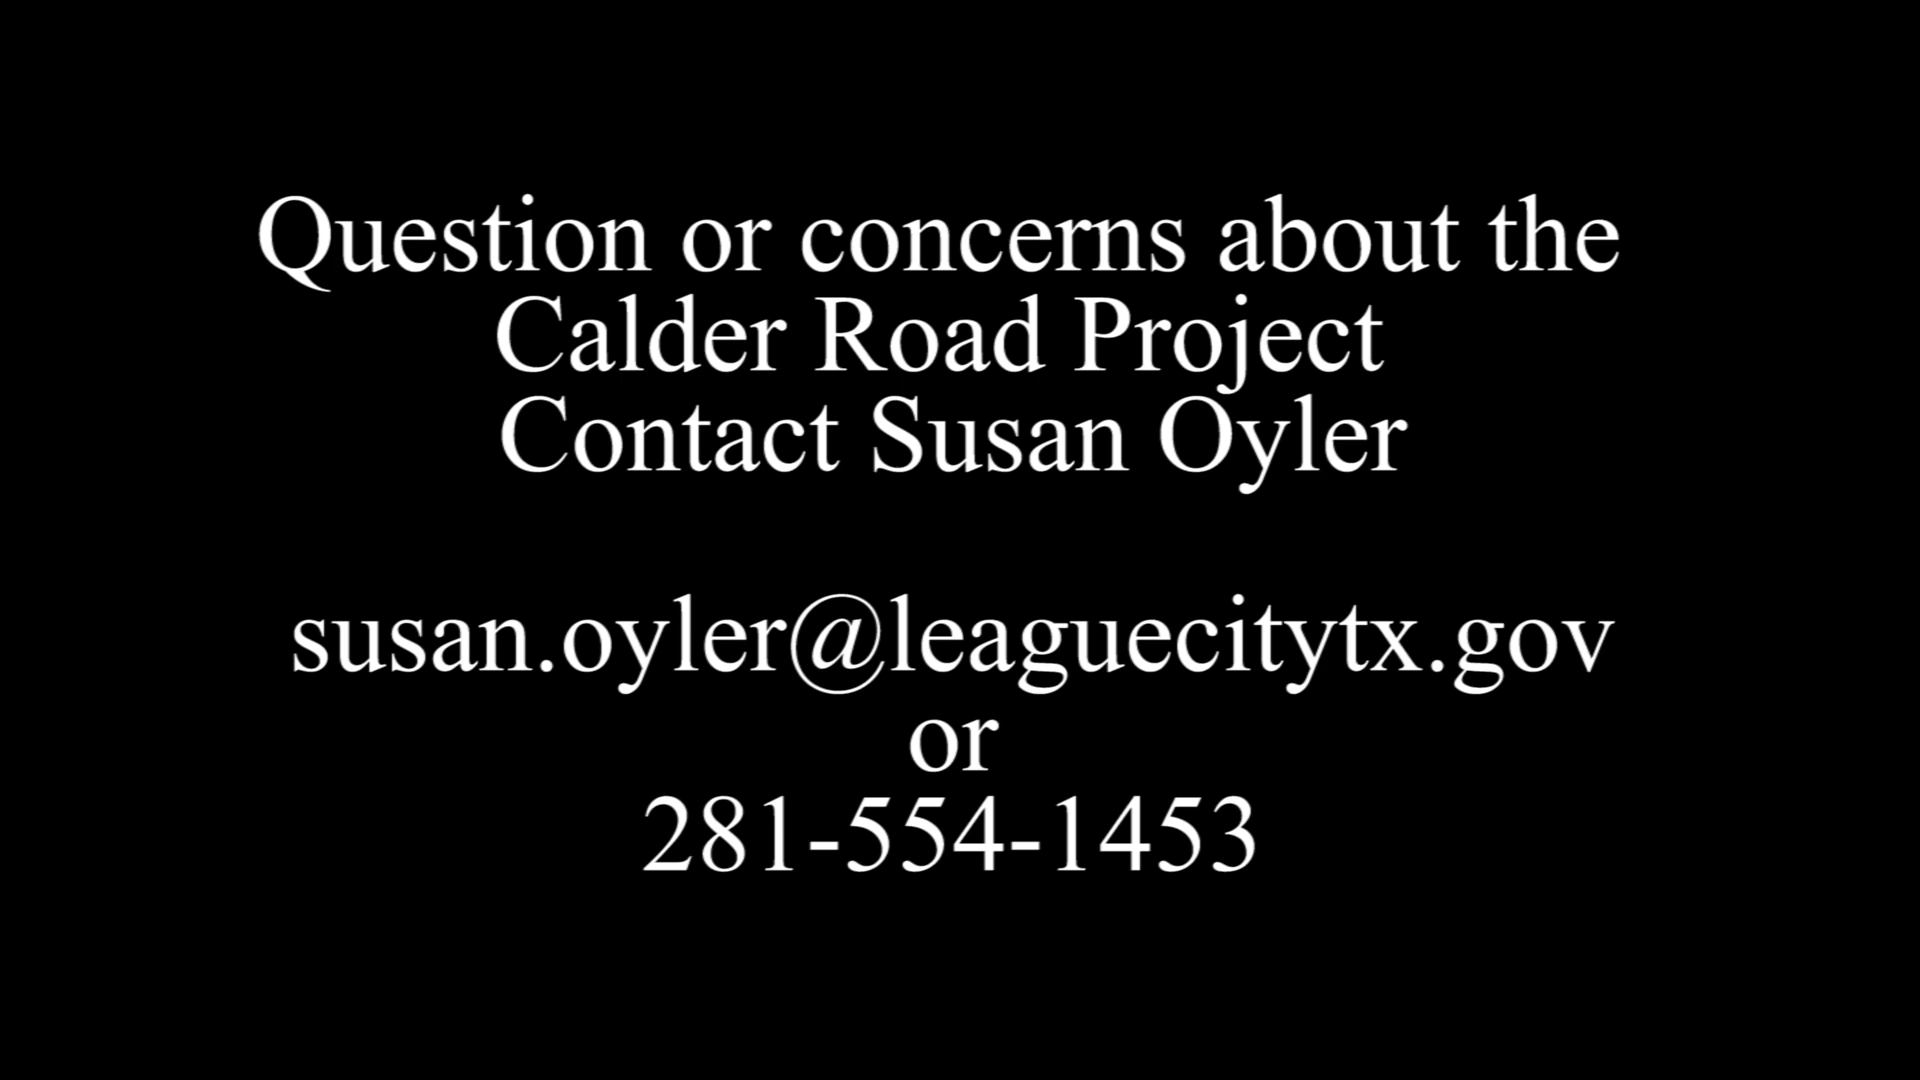 Question or concerns about the
Calder Road Project
Contact Susan Oyler
susan.oyler@leaguecitytx.gov
or
281-554-1453